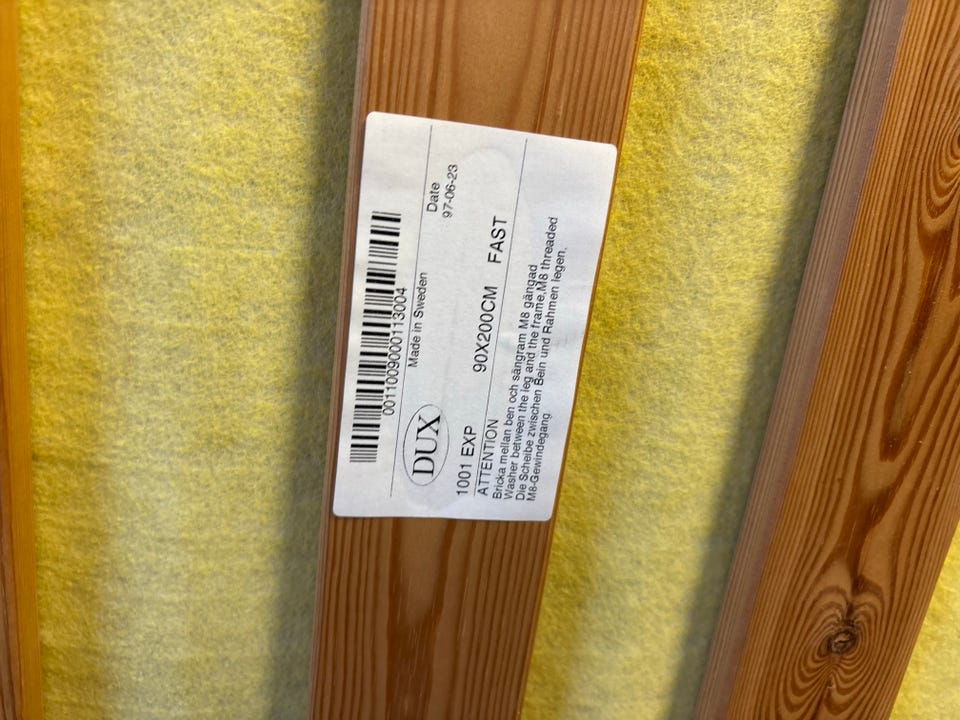 0011009000113004
DUX
Made in Sweden
Date
97-06-23
1001 EXP 90X200CM FAST
ATTENTION
Bricka mellan ben och sängram M8 gängad
Washer between the leg and the frame,M8 threaded
Die Scheibe zwischen Bein und Rahmen legen,
M8-Gewindegang